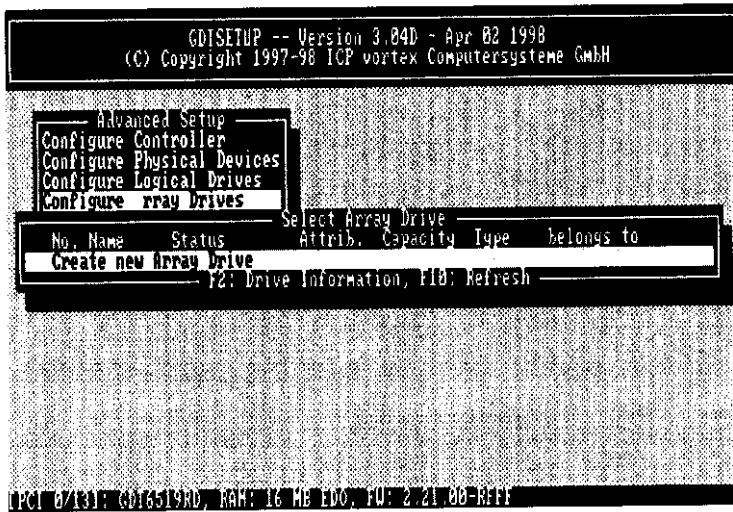 GDTSETUP -- Version 3.04D - Apr 02 1998
(C) Copyright 1997-98 ICP vortex Computersysteme GmbH
Advanced Setup
Configure Controller
Configure Physical Devices
Configure Logical Drives
Configure  rray Drives
Select Array Drive
No. Name Status Attrib. Capacity Type belongs to
Create new Array Drive
F2: Drive Information, F10: Refresh
[PCI 0/13]: GDT6519RD, RAM: 16 MB EDO, FW: 2.21.00-RFFF